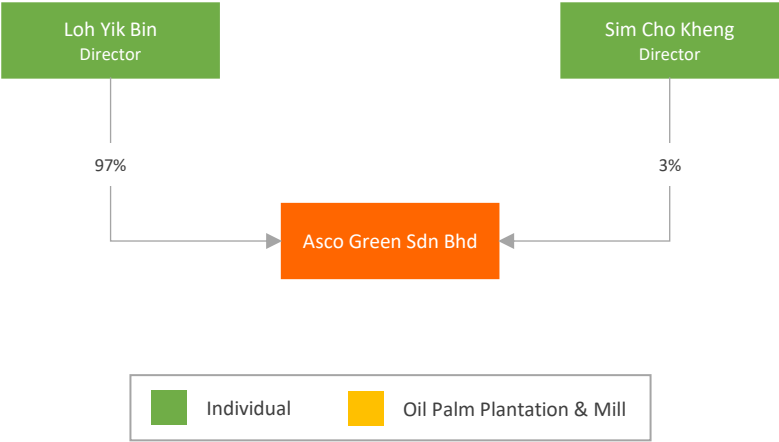 Loh Yik Bin
Director
Sim Cho Kheng
Director
97%
3%
Asco Green Sdn Bhd
Individual
Oil Palm Plantation & Mill